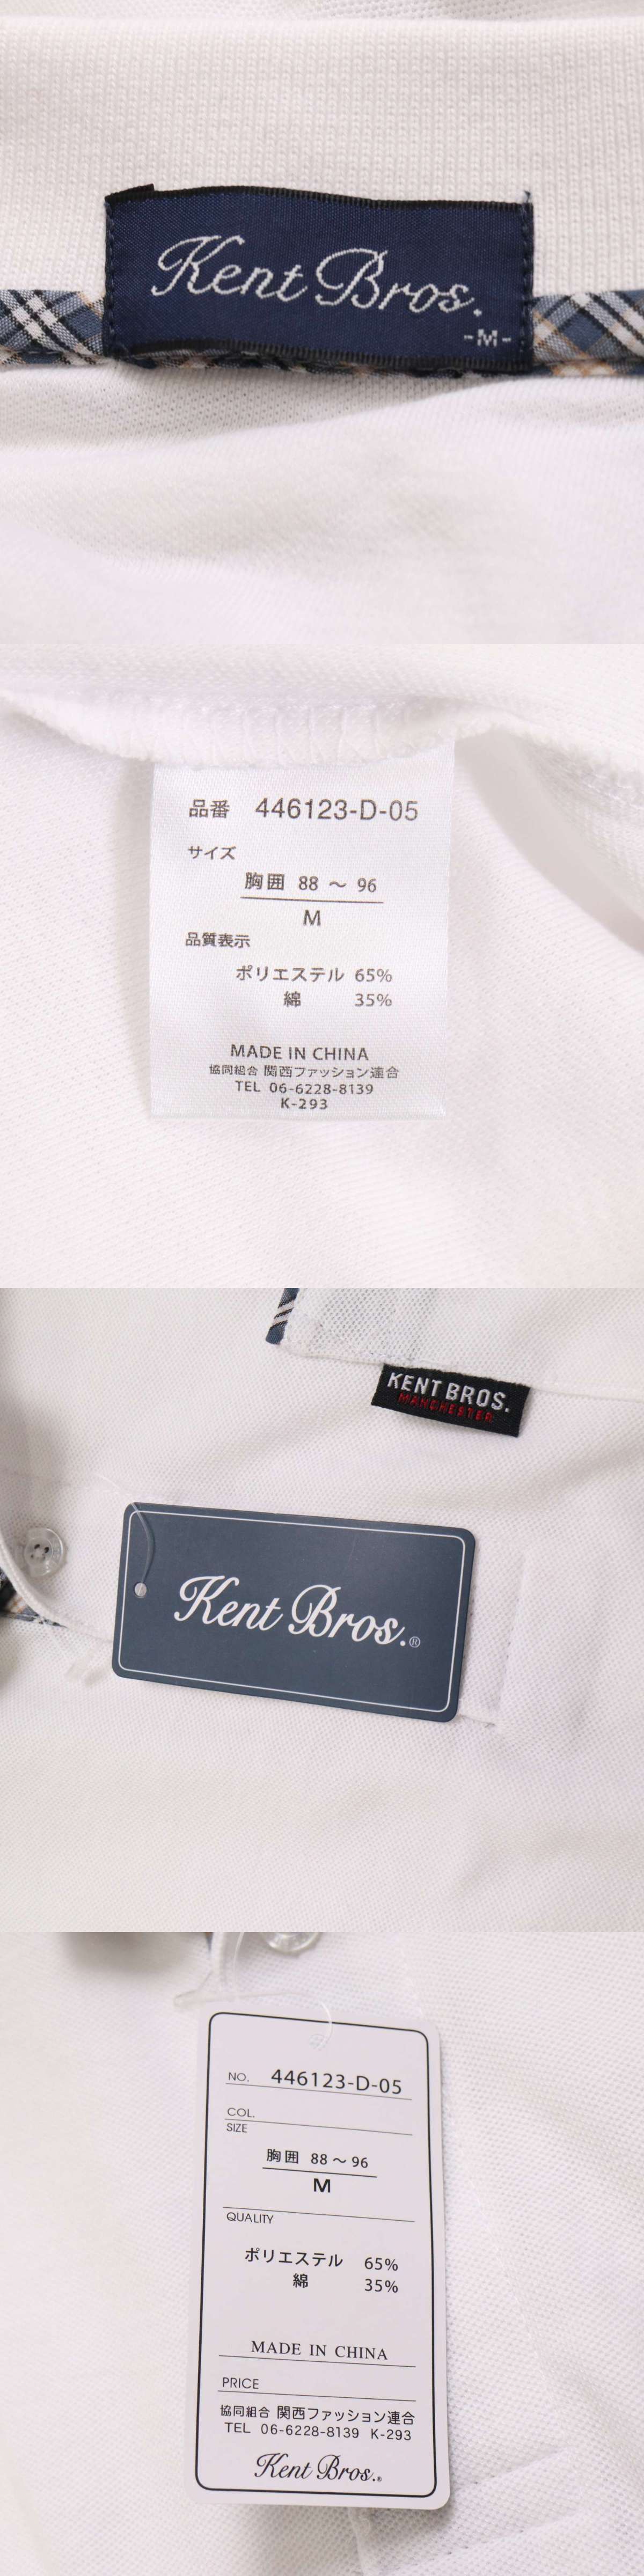 Kent Bros.
-M-
品番 446123-D-05
サイズ
胸囲 88 ～ 96
M
品質表示
ポリエステル 65%
綿 35%
MADE IN CHINA
協同組合 関西ファッション連合
TEL 06-6228-8139
K-293
KENT BROS.
MANCHESTER
Kent Bros.®
NO. 446123-D-05
COL.
SIZE
胸囲 88 ～ 96
M
QUALITY
ポリエステル 65%
綿 35%
MADE IN CHINA
PRICE
協同組合 関西ファッション連合
TEL 06-6228-8139 K-293
Kent Bros.®